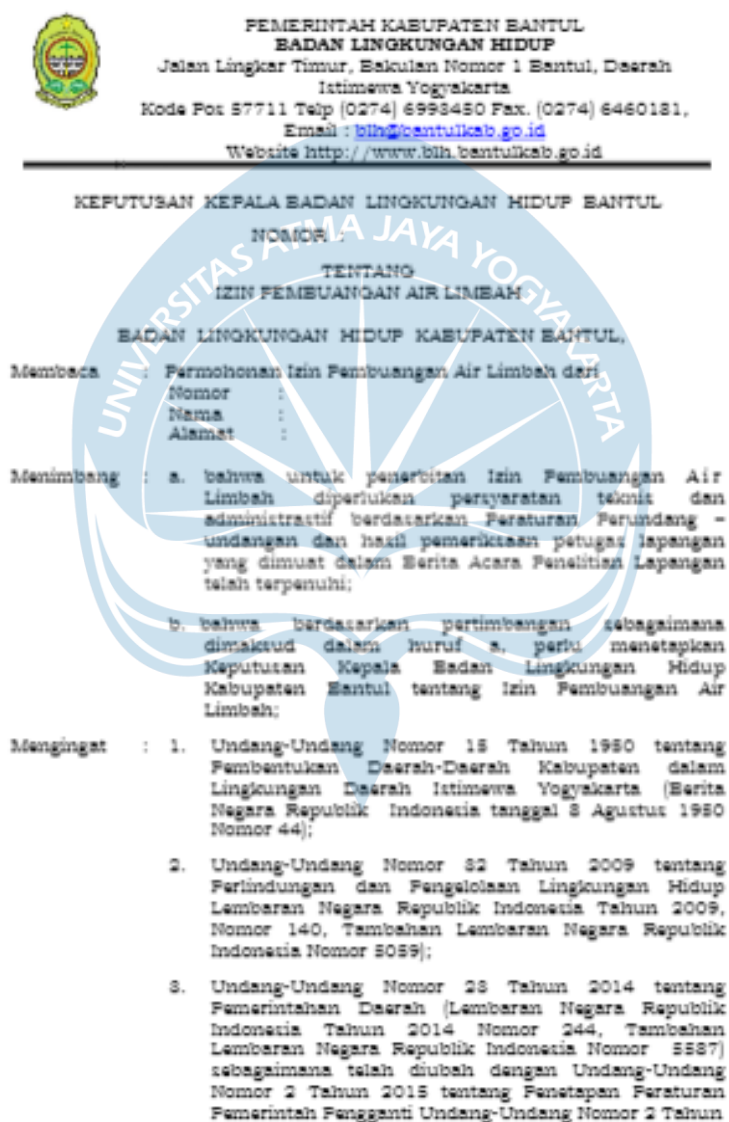 PEMERINTAH KABUPATEN BANTUL
BADAN LINGKUNGAN HIDUP
Jalan Lingkar Timur, Bakulan Nomor 1 Bantul, Daerah
Istimewa Yogyakarta
Kode Pos 57711 Telp (0274) 6993450 Fax. (0274) 6460181,
Email : blh@bantulkab.go.id
Website http://www.blh.bantulkab.go.id
KEPUTUSAN KEPALA BADAN LINGKUNGAN HIDUP BANTUL
NOMOR :
TENTANG
IZIN PEMBUANGAN AIR LIMBAH
BADAN LINGKUNGAN HIDUP KABUPATEN BANTUL,
UNIVERSITAS ATMA JAYA YOGYAKARTA
Membaca : Permohonan Izin Pembuangan Air Limbah dari
Nomor :
Nama :
Alamat :
Menimbang : a. bahwa untuk penerbitan Izin Pembuangan Air
Limbah diperlukan persyaratan teknis dan
administrastif berdasarkan Peraturan Perundang –
undangan dan hasil pemeriksaan petugas lapangan
yang dimuat dalam Berita Acara Penelitian Lapangan
telah terpenuhi;
b. bahwa berdasarkan pertimbangan sebagaimana
dimaksud dalam huruf a, perlu menetapkan
Keputusan Kepala Badan Lingkungan Hidup
Kabupaten Bantul tentang Izin Pembuangan Air
Limbah;
Mengingat : 1. Undang-Undang Nomor 15 Tahun 1950 tentang
Pembentukan Daerah-Daerah Kabupaten dalam
Lingkungan Daerah Istimewa Yogyakarta (Berita
Negara Republik Indonesia tanggal 8 Agustus 1950
Nomor 44);
2. Undang-Undang Nomor 32 Tahun 2009 tentang
Perlindungan dan Pengelolaan Lingkungan Hidup
Lembaran Negara Republik Indonesia Tahun 2009,
Nomor 140, Tambahan Lembaran Negara Republik
Indonesia Nomor 5059);
3. Undang-Undang Nomor 23 Tahun 2014 tentang
Pemerintahan Daerah (Lembaran Negara Republik
Indonesia Tahun 2014 Nomor 244, Tambahan
Lembaran Negara Republik Indonesia Nomor 5587)
sebagaimana telah diubah dengan Undang-Undang
Nomor 2 Tahun 2015 tentang Penetapan Peraturan
Pemerintah Pengganti Undang-Undang Nomor 2 Tahun